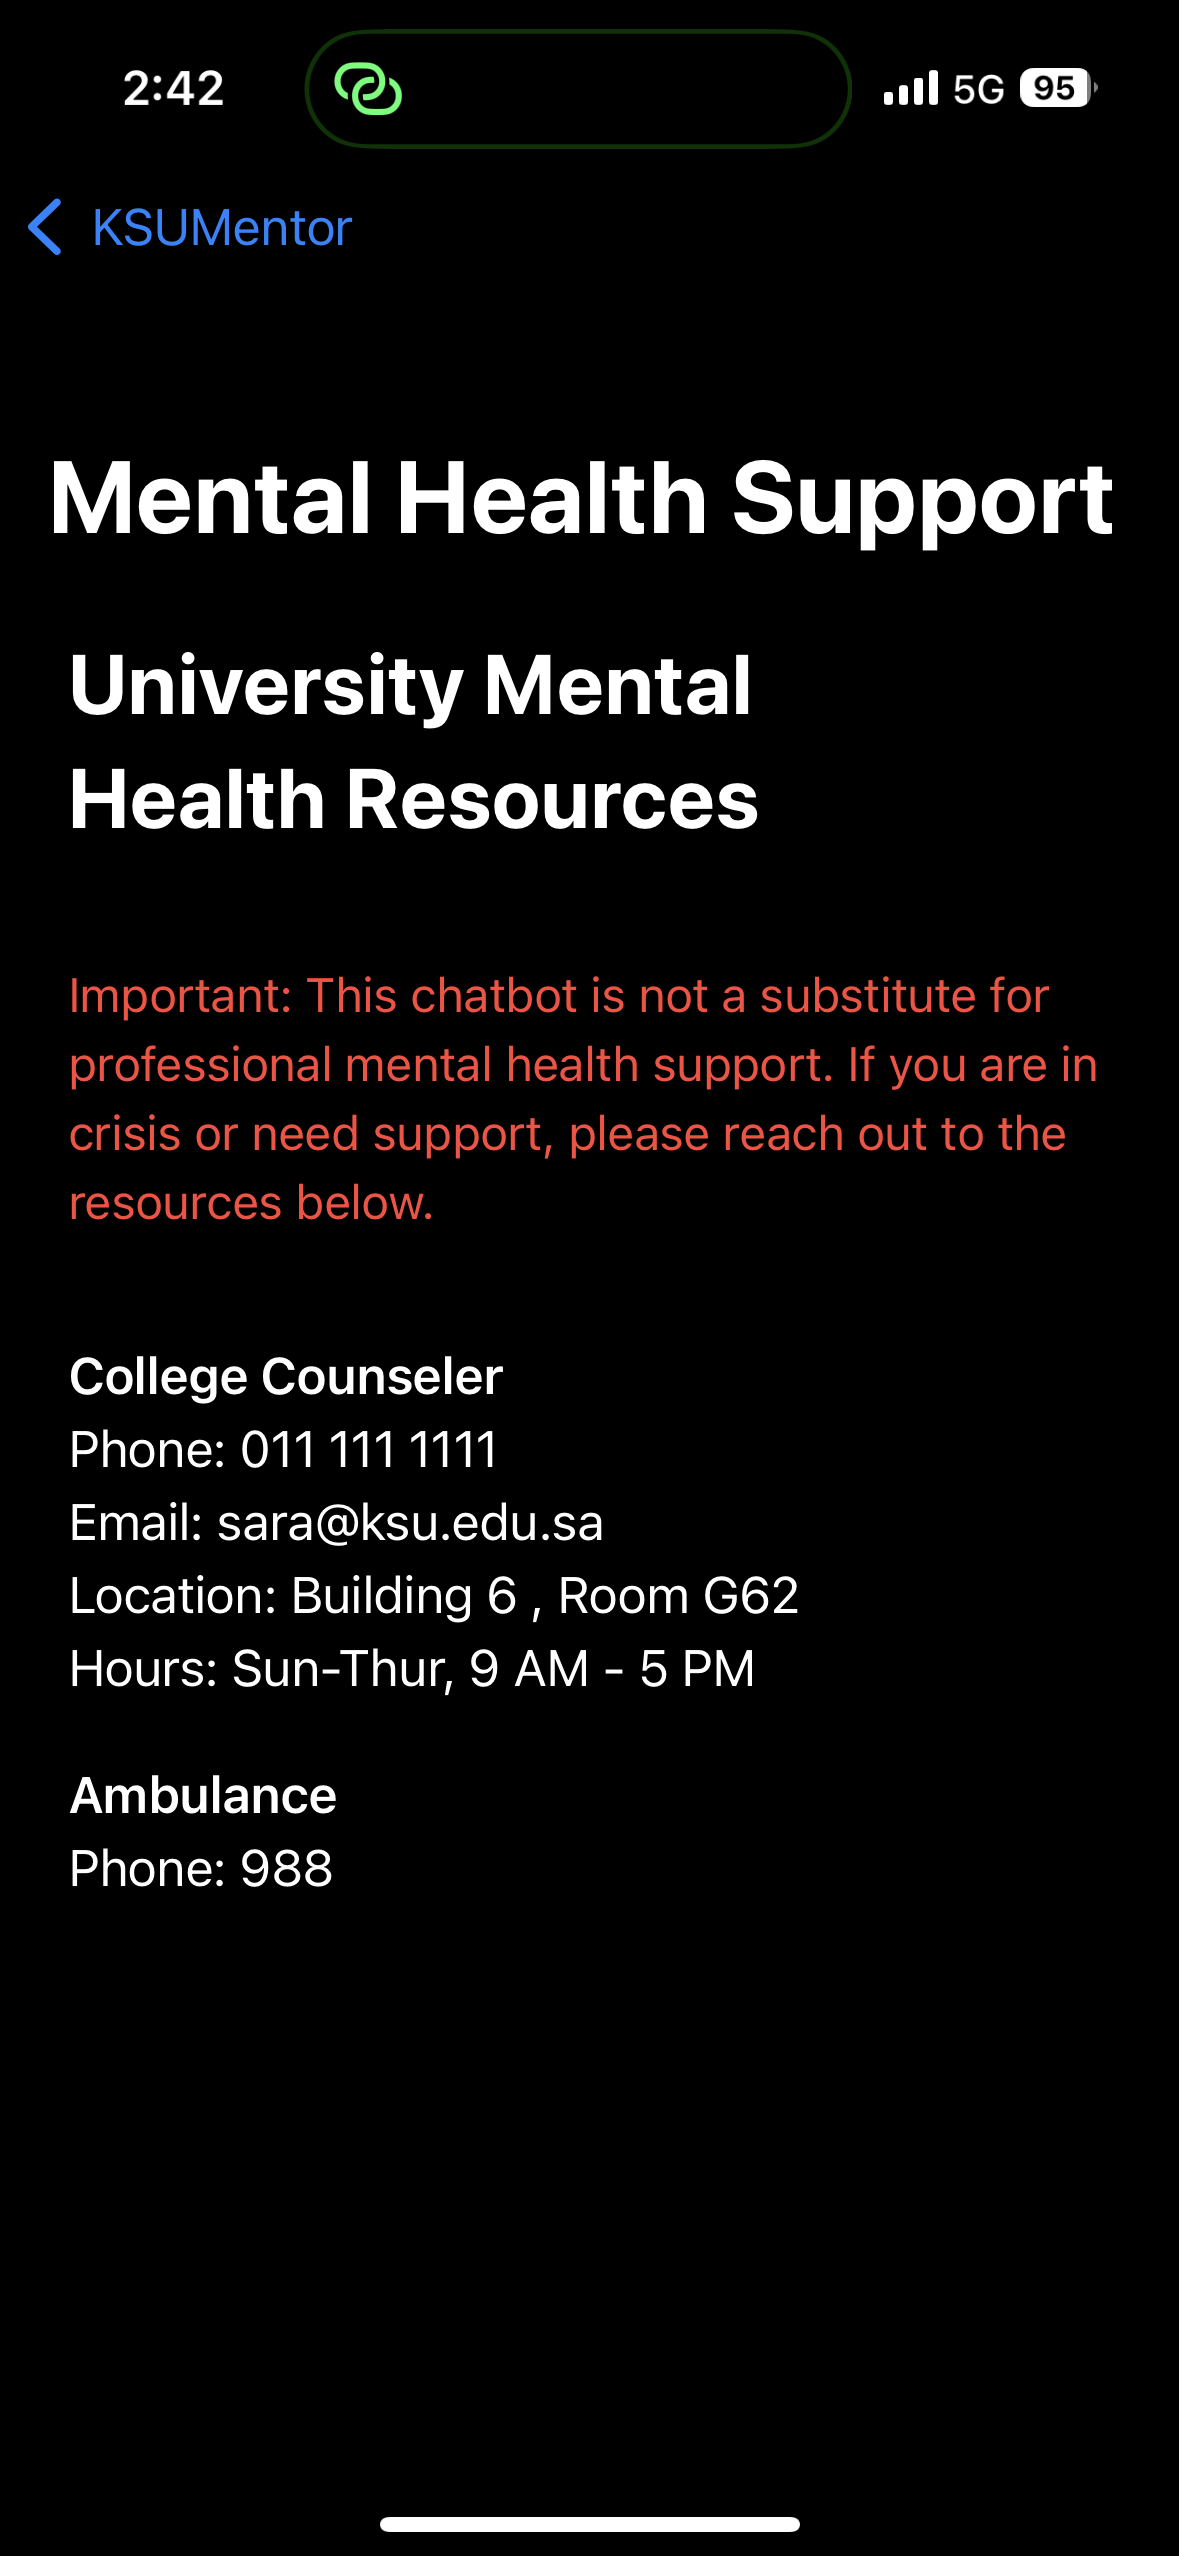 2:42
5G
95
KSUMentor
Mental Health Support
University Mental
Health Resources
Important: This chatbot is not a substitute for
professional mental health support. If you are in
crisis or need support, please reach out to the
resources below.
College Counseler
Phone: 011 111 1111
Email: sara@ksu.edu.sa
Location: Building 6 , Room G62
Hours: Sun-Thur, 9 AM - 5 PM
Ambulance
Phone: 988